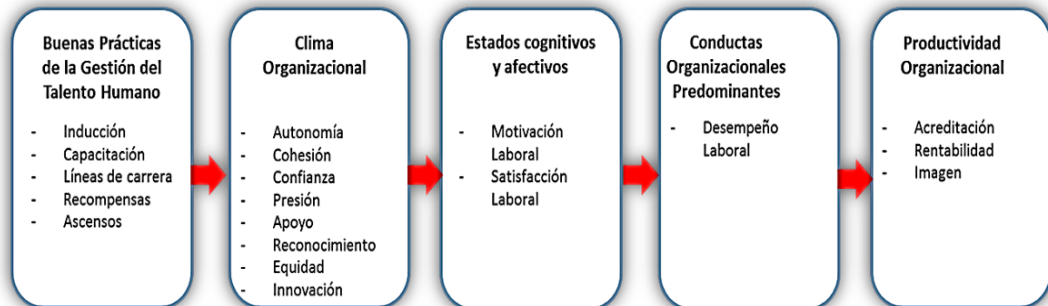 Buenas Prácticas
de la Gestión del
Talento Humano
- Inducción
- Capacitación
- Líneas de carrera
- Recompensas
- Ascensos
Clima
Organizacional
- Autonomía
- Cohesión
- Confianza
- Presión
- Apoyo
- Reconocimiento
- Equidad
- Innovación
Estados cognitivos
y afectivos
- Motivación
Laboral
- Satisfacción
Laboral
Conductas
Organizacionales
Predominantes
- Desempeño
Laboral
Productividad
Organizacional
- Acreditación
- Rentabilidad
- Imagen